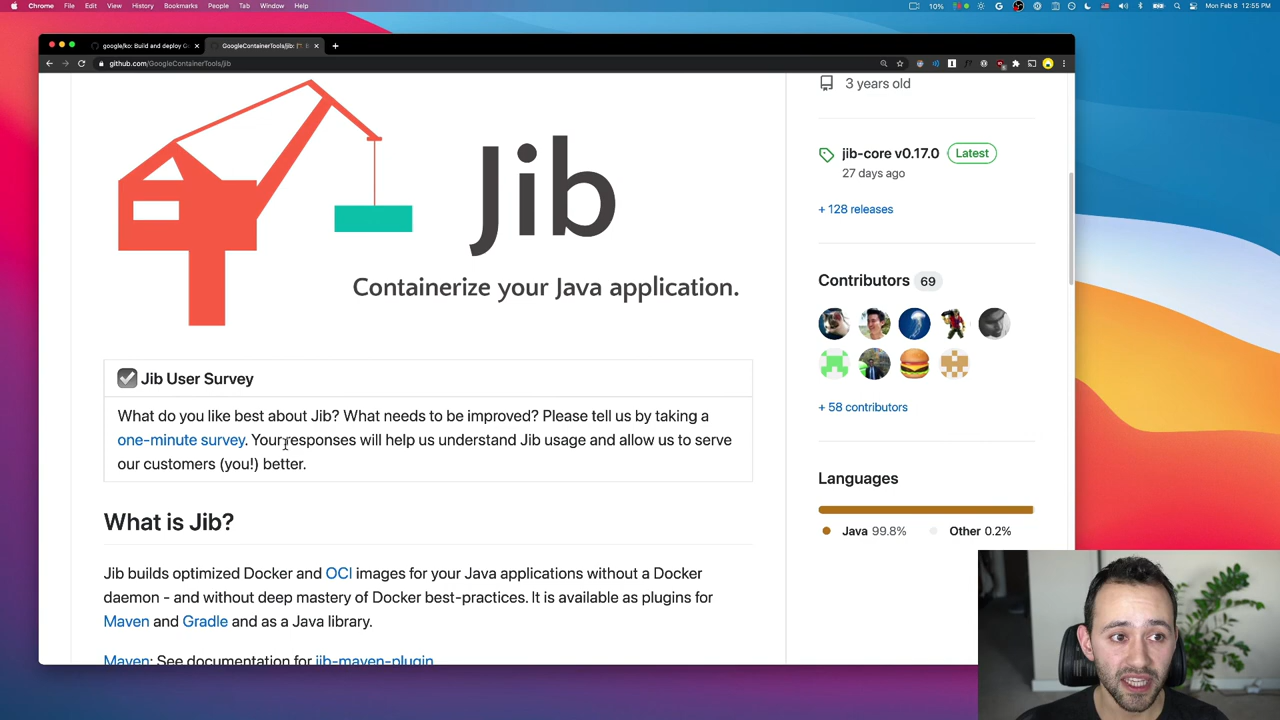 Chrome File Edit View History Bookmarks People Tab Window Help
10%
Mon Feb 8 12:55 PM
google/ko: Build and deploy G
GoogleContainerTools/jib:
github.com/GoogleContainerTools/jib
3 years old
Jib
Containerize your Java application.
jib-core v0.17.0 Latest
27 days ago
+ 128 releases
Contributors 69
+ 58 contributors
Jib User Survey
What do you like best about Jib? What needs to be improved? Please tell us by taking a
one-minute survey. Your responses will help us understand Jib usage and allow us to serve
our customers (you!) better.
Languages
Java 99.8% Other 0.2%
What is Jib?
Jib builds optimized Docker and OCI images for your Java applications without a Docker
daemon - and without deep mastery of Docker best-practices. It is available as plugins for
Maven and Gradle and as a Java library.
Maven: See documentation for jib-maven-plugin